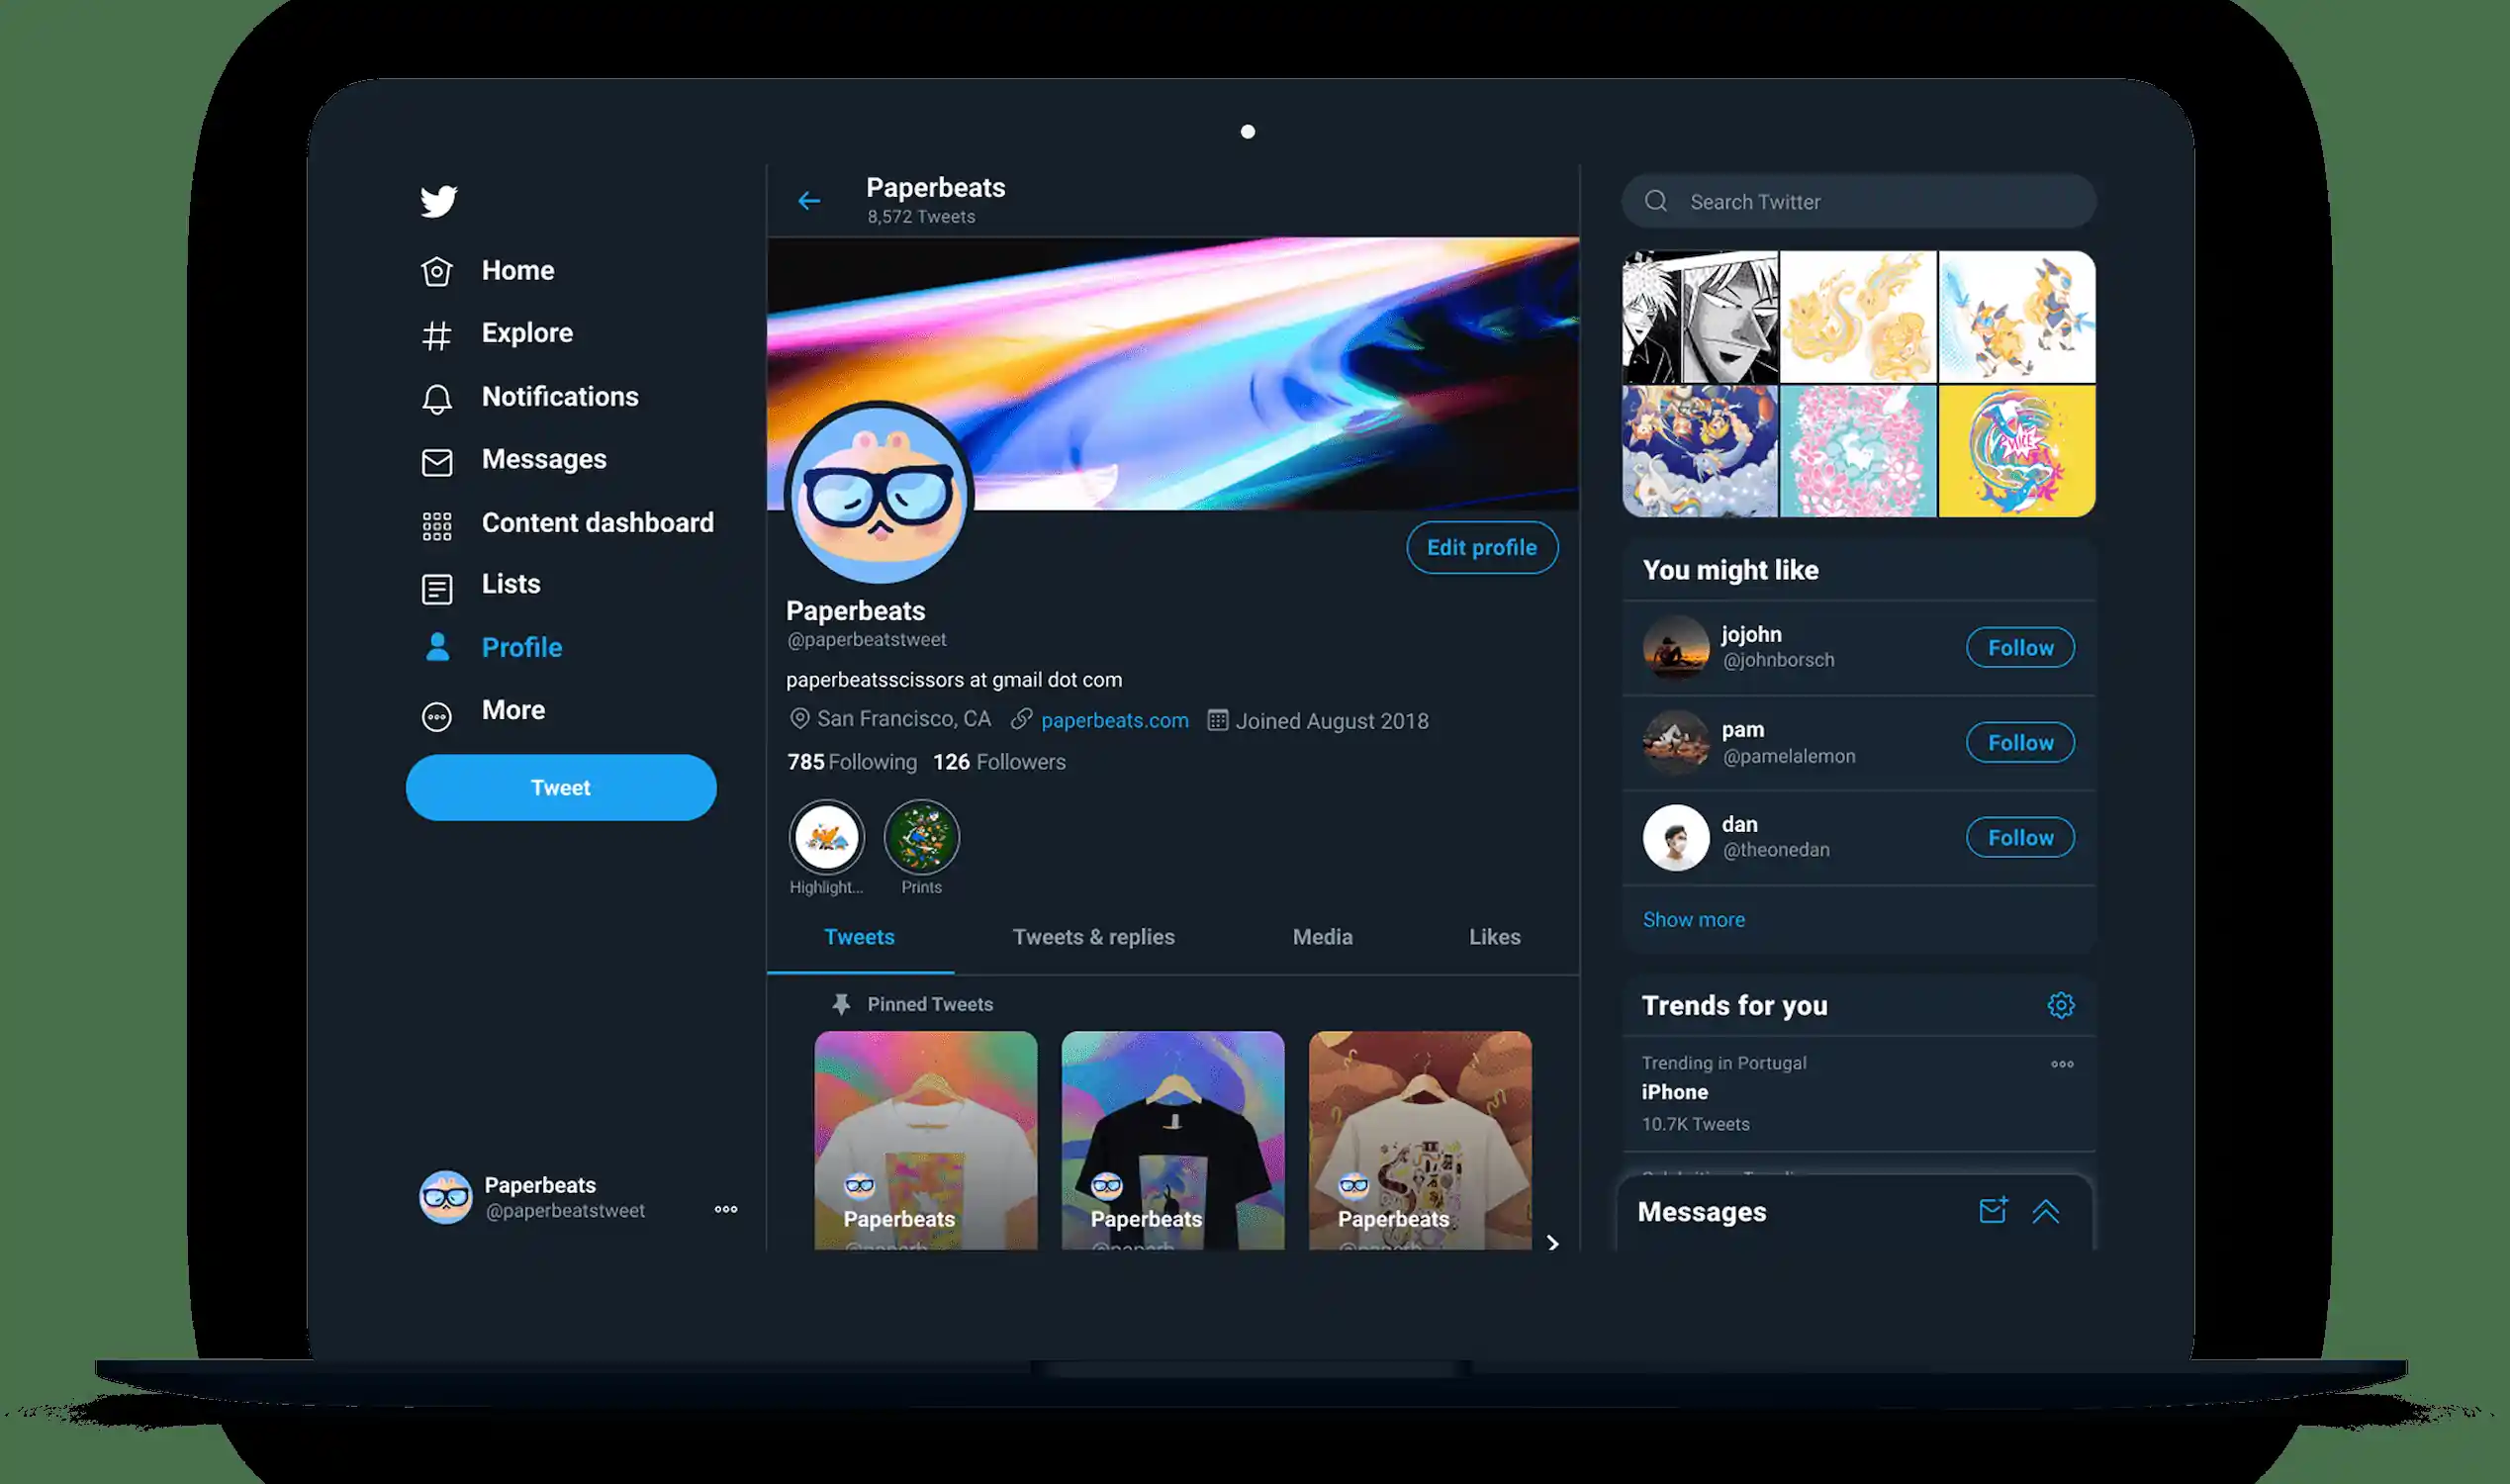 Home
Explore
Notifications
Messages
Content dashboard
Lists
Profile
More
Tweet
Paperbeats
@paperbeatstweet
Paperbeats
8,572 Tweets
Edit profile
Paperbeats
@paperbeatstweet
paperbeatsscissors at gmail dot com
San Francisco, CA paperbeats.com Joined August 2018
785 Following 126 Followers
Highlight... Prints
Tweets Tweets & replies Media Likes
Pinned Tweets
Paperbeats Paperbeats Paperbeats
Search Twitter
You might like
jojohn
@johnborsch
Follow
pam
@pamelalemon
Follow
dan
@theonedan
Follow
Show more
Trends for you
Trending in Portugal
iPhone
10.7K Tweets
Messages